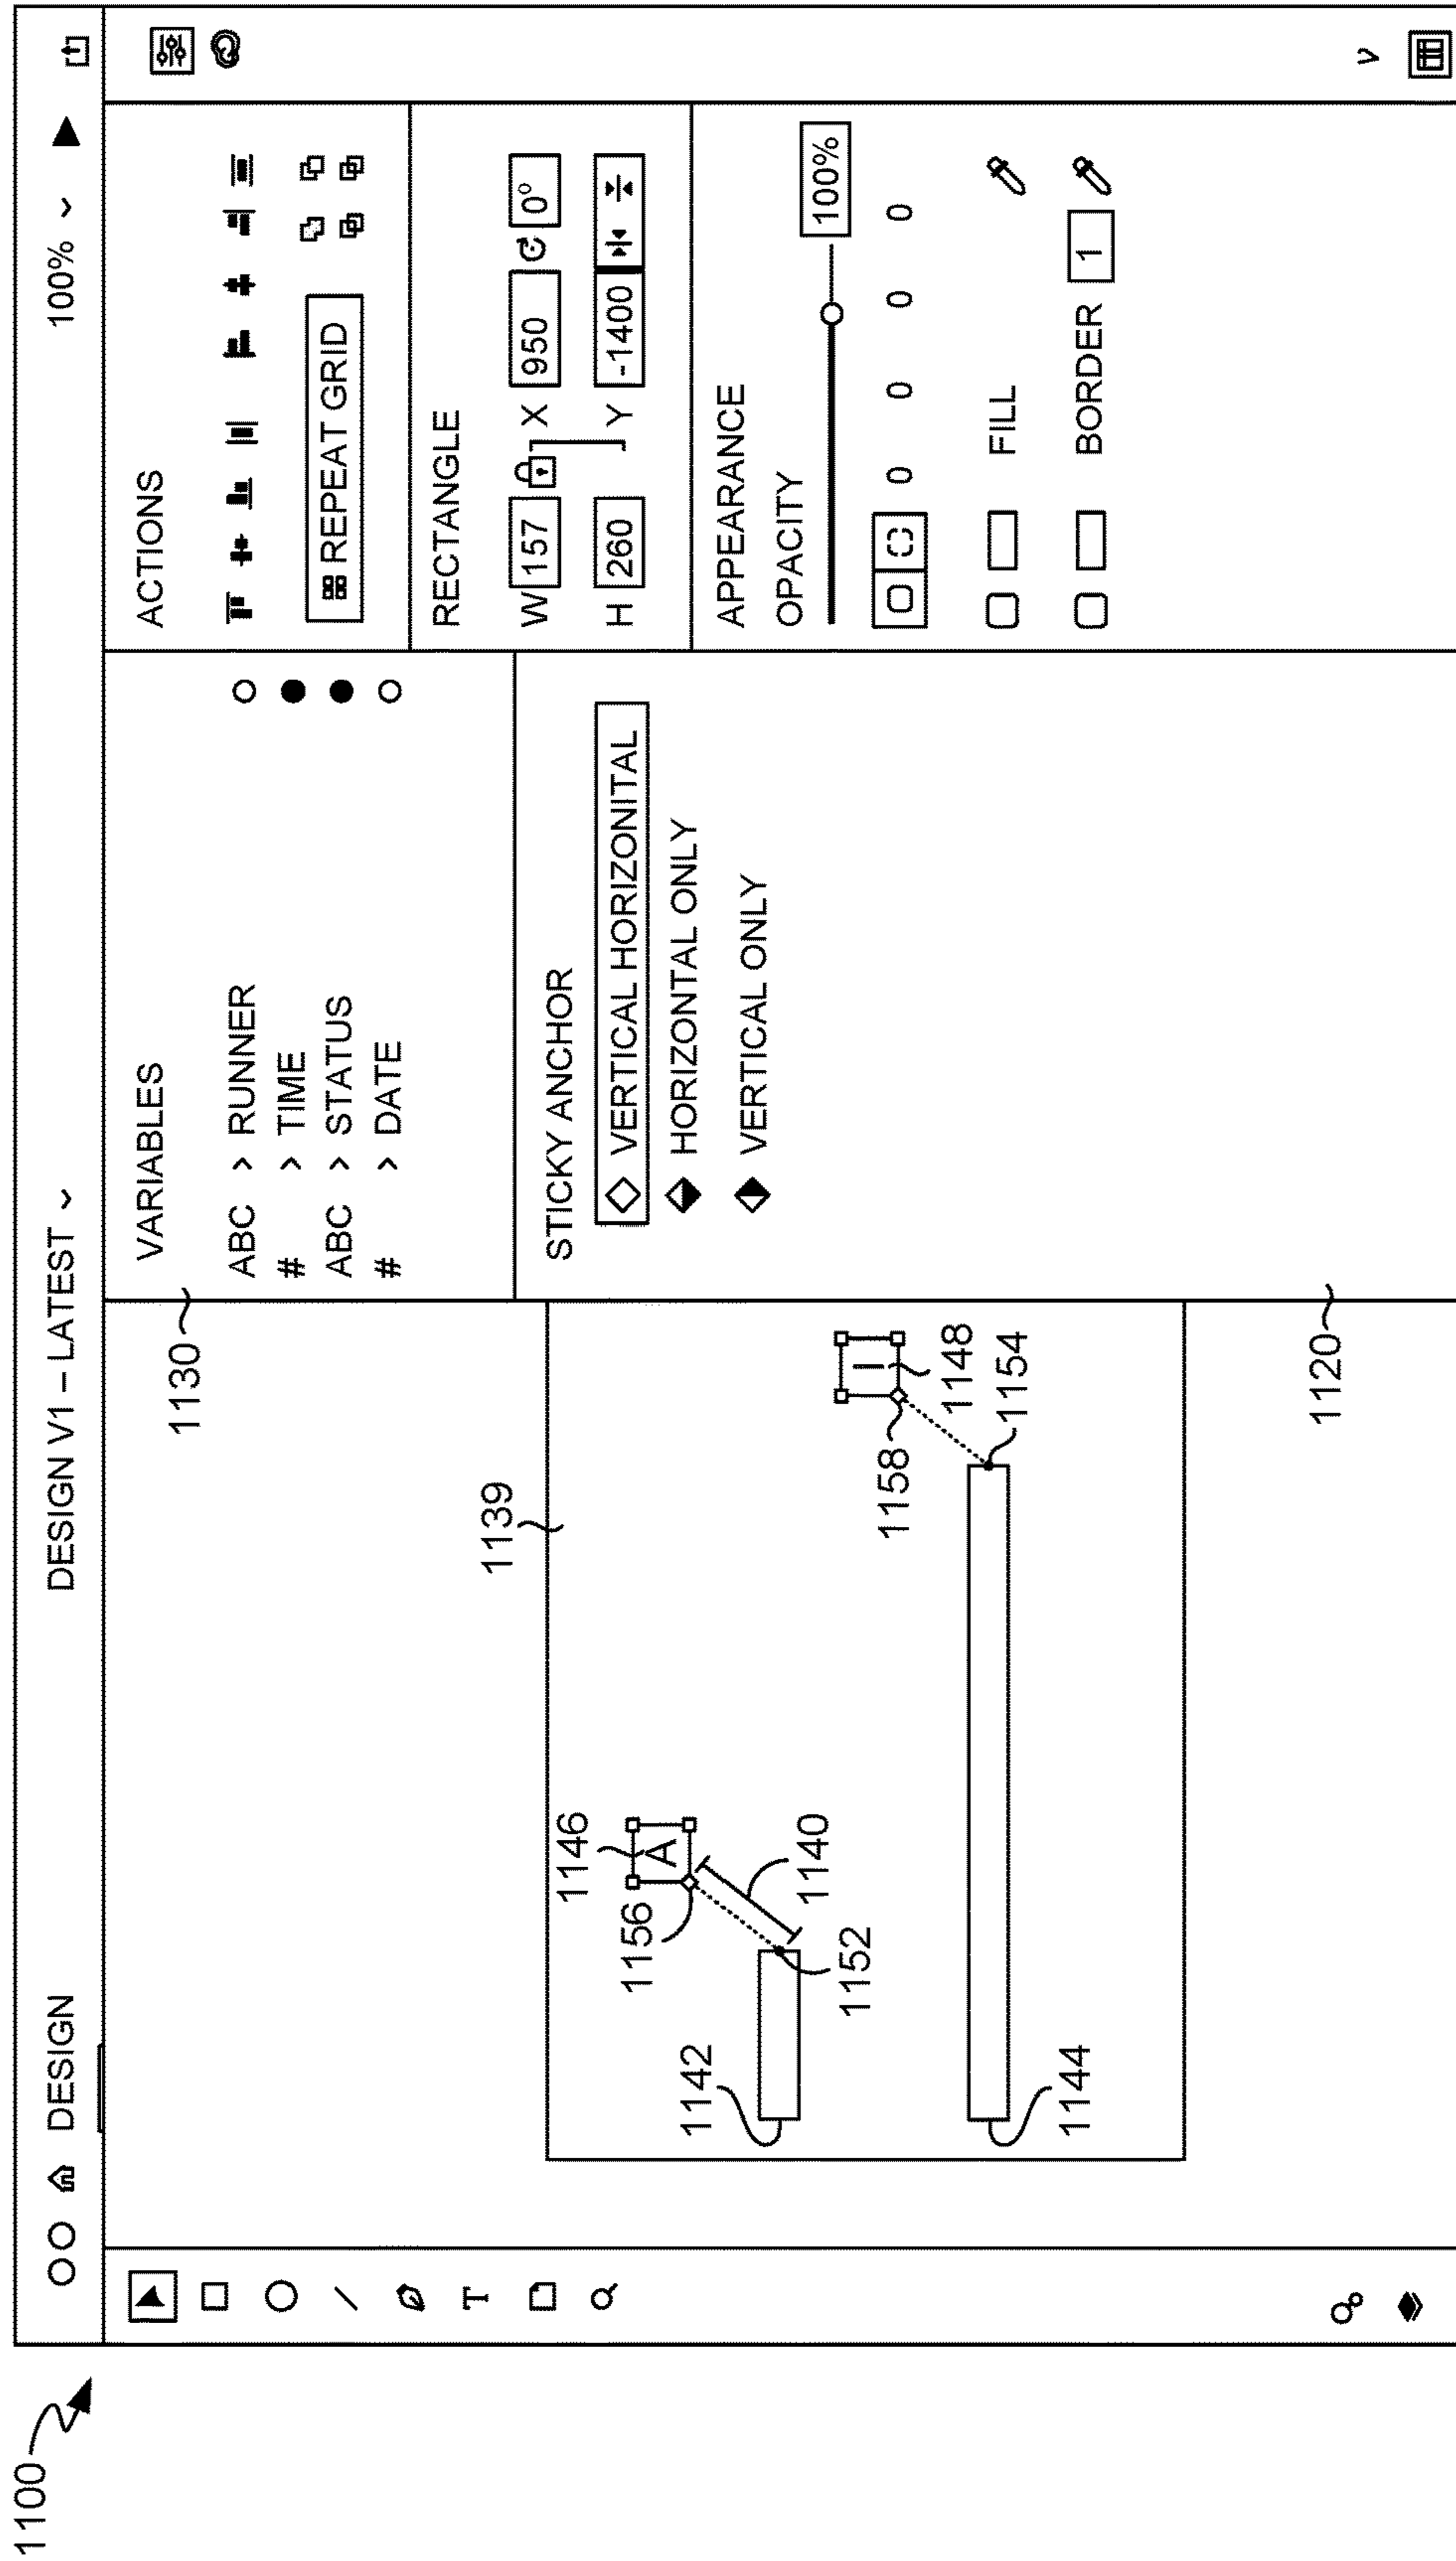 1100
DESIGN
DESIGN V1 – LATEST
100%
1130
VARIABLES
ABC > RUNNER
# > TIME
ABC > STATUS
# > DATE
STICKY ANCHOR
VERTICAL HORIZONITAL
HORIZONTAL ONLY
VERTICAL ONLY
1120
ACTIONS
REPEAT GRID
RECTANGLE
W 157 X 950 0°
H 260 Y -1400
APPEARANCE
OPACITY
100%
0 0 0 0
FILL
BORDER 1
1139
1146
A
1156
1140
1142
1152
I
1148
1158
1154
1144
T